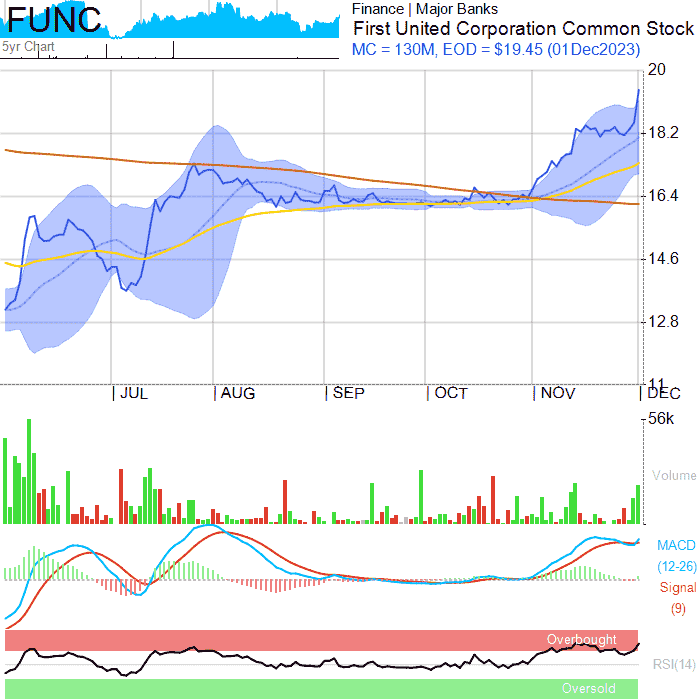 FUNC
5yr Chart
Finance | Major Banks
First United Corporation Common Stock
MC = 130M, EOD = $19.45 (01Dec2023)
20
18.2
16.4
14.6
12.8
11
JUL
AUG
SEP
OCT
NOV
DEC
56k
Volume
MACD
(12-26)
Signal
(9)
Overbought
RSI(14)
Oversold